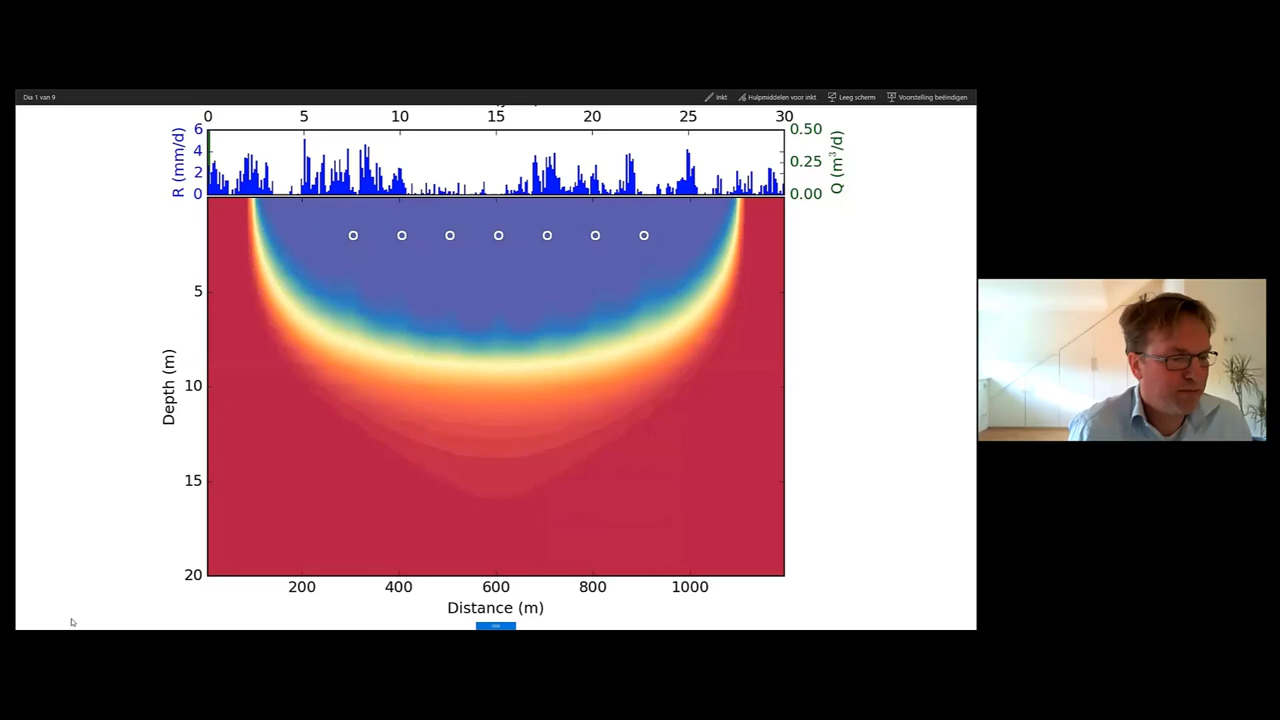 Dia 1 van 9 Inkt Hulpmiddelen voor inkt Leeg scherm Voorstelling beëindigen
0 5 10 15 20 25 30
6 0.50
4
2 0.25
0 0.00
R (mm/d)
Q (m³/d)
5
10
15
20
Depth (m)
200 400 600 800 1000
Distance (m)